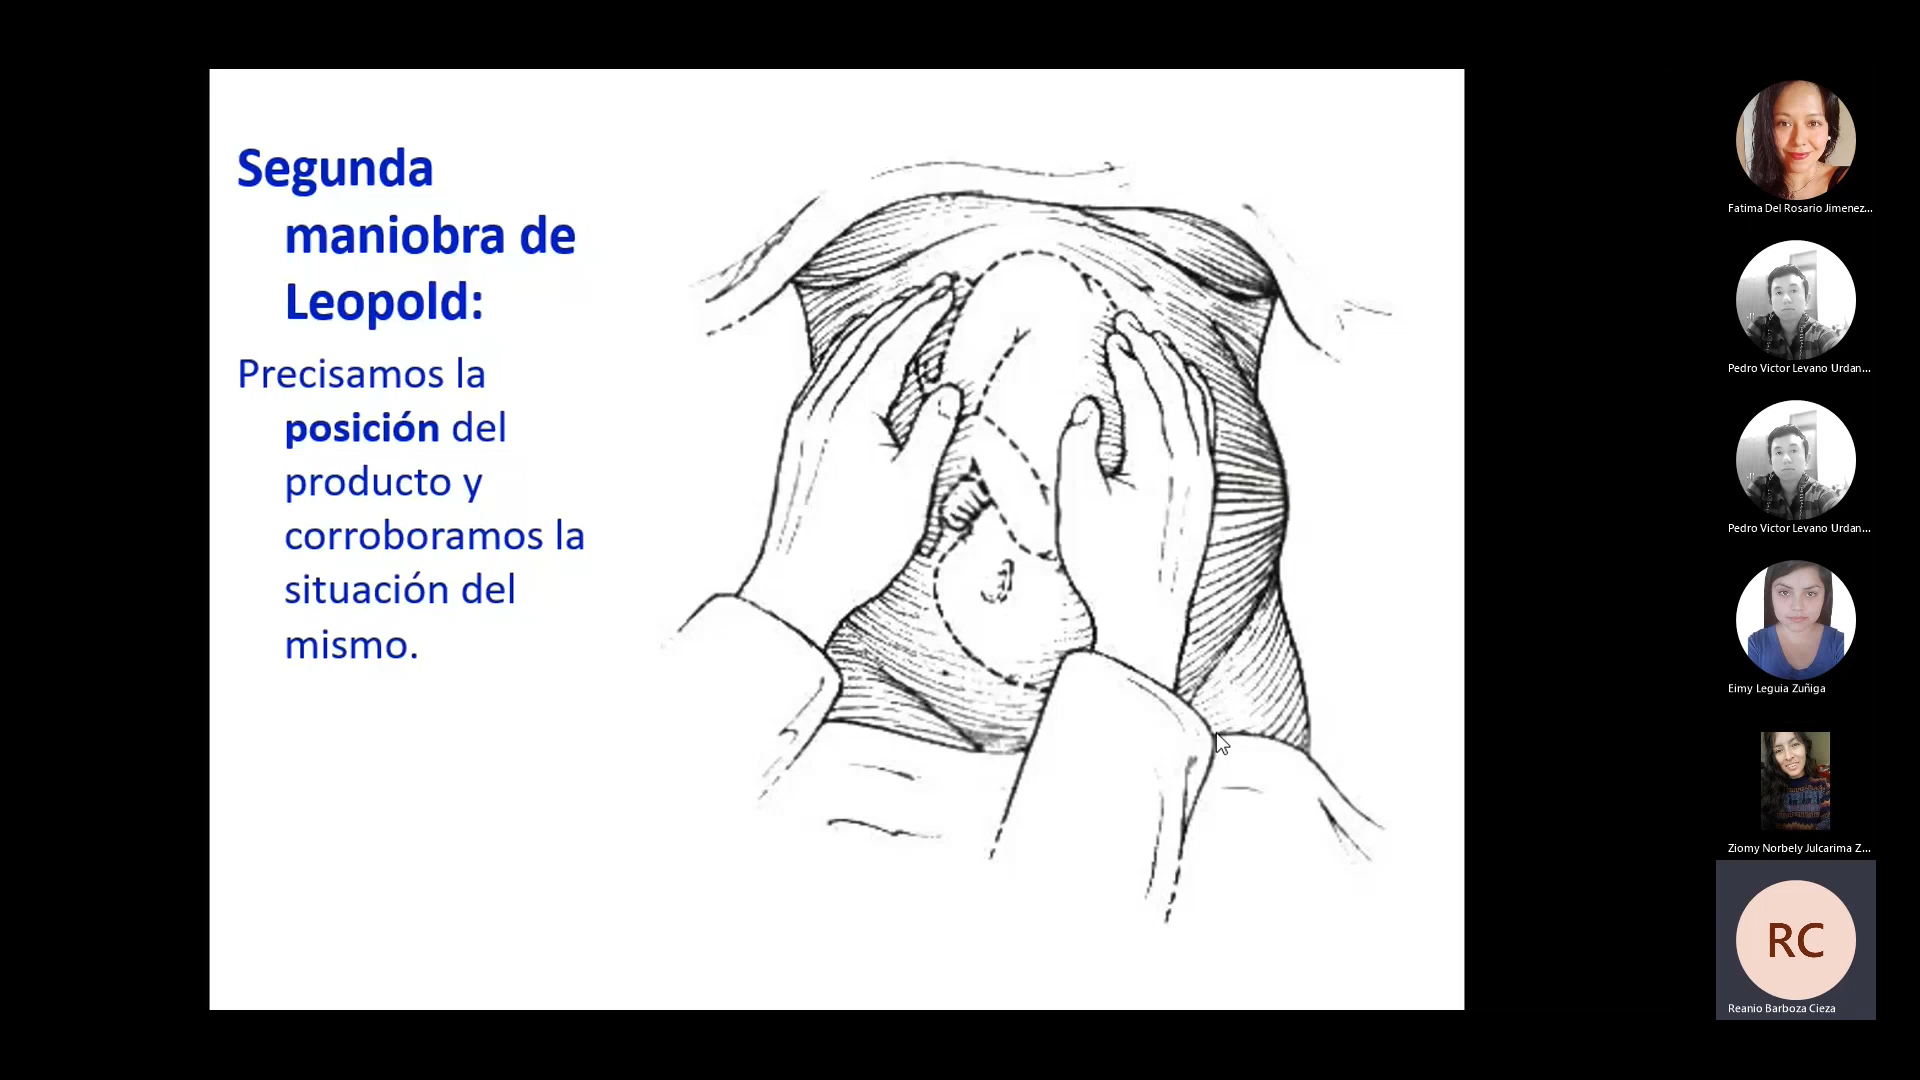 Segunda
maniobra de
Leopold:
Precisamos la
posición del
producto y
corroboramos la
situación del
mismo.
Fatima Del Rosario Jimenez...
Pedro Victor Levano Urdan...
Pedro Victor Levano Urdan...
Eimy Leguia Zuñiga
Ziomy Norbely Julcarima Z...
RC
Reanio Barboza Cieza